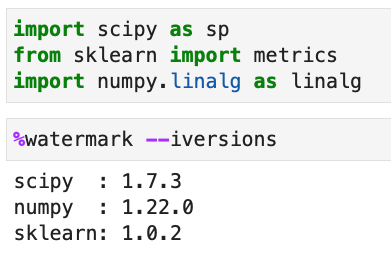 import scipy as sp
from sklearn import metrics
import numpy.linalg as linalg
%watermark --iversions
scipy  : 1.7.3
numpy  : 1.22.0
sklearn: 1.0.2